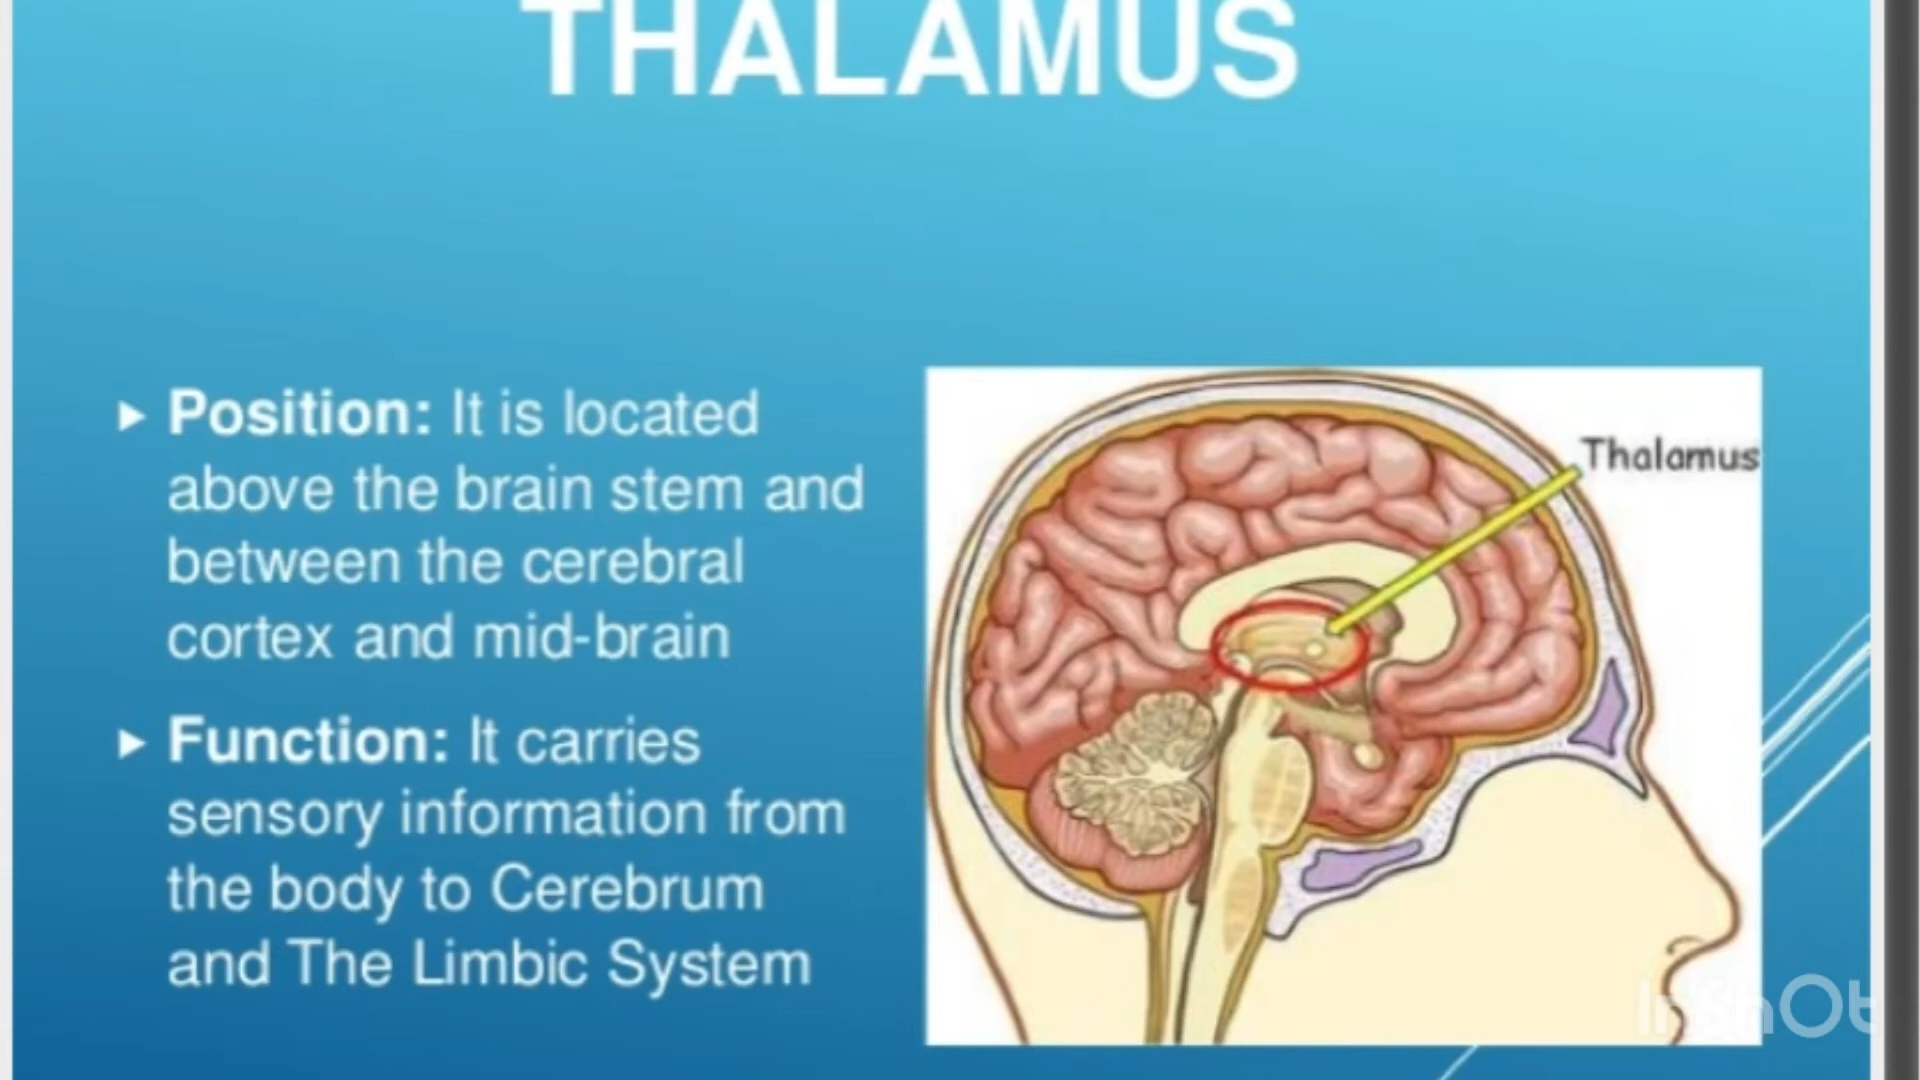 THALAMUS
Position: It is located
above the brain stem and
between the cerebral
cortex and mid-brain
Function: It carries
sensory information from
the body to Cerebrum
and The Limbic System
Thalamus
InShOt